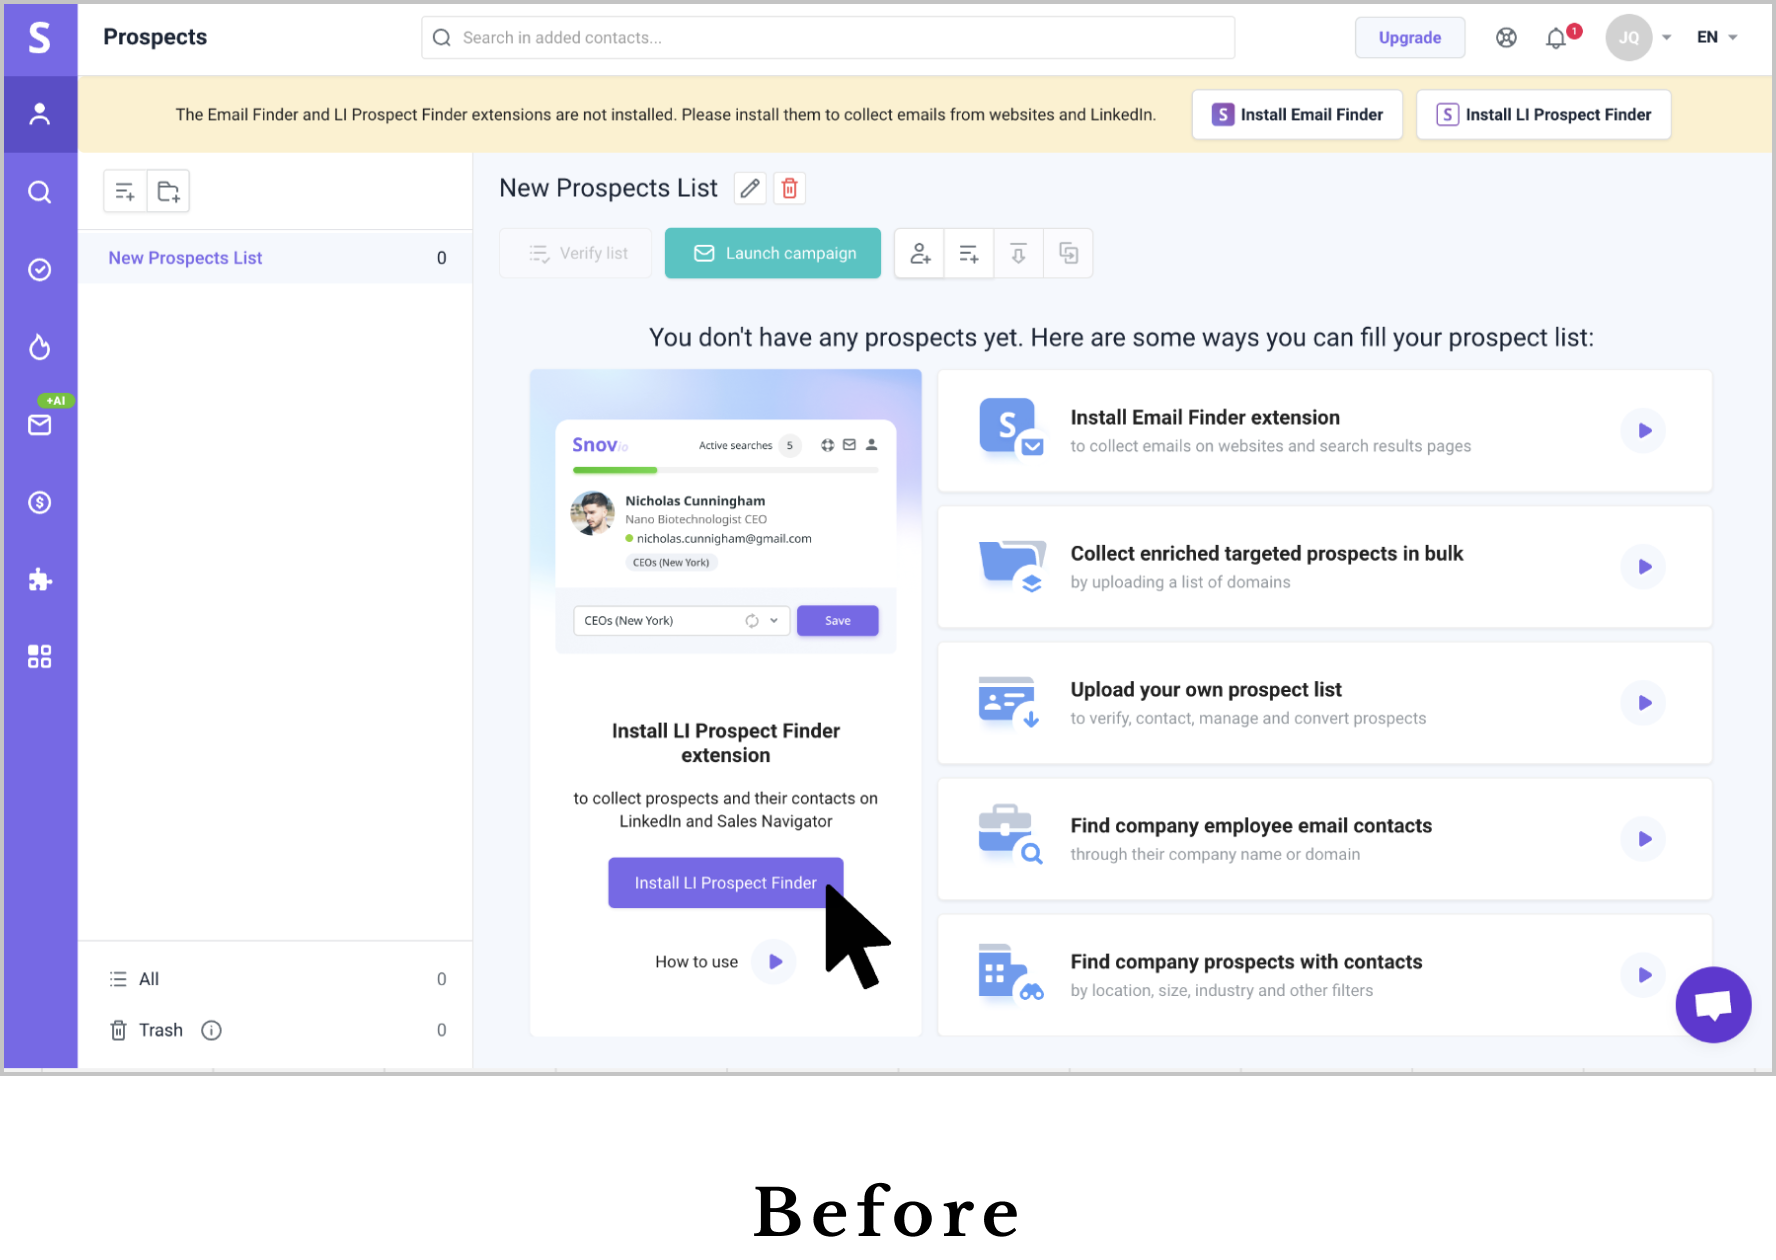 S
Prospects
Search in added contacts...
Upgrade
1
JQ
EN
The Email Finder and LI Prospect Finder extensions are not installed. Please install them to collect emails from websites and LinkedIn.
S Install Email Finder
S Install LI Prospect Finder
+AI
New Prospects List 0
All 0
Trash 0
New Prospects List
Verify list
Launch campaign
You don't have any prospects yet. Here are some ways you can fill your prospect list:
Snovio
Active searches 5
Nicholas Cunningham
Nano Biotechnologist CEO
nicholas.cunnigham@gmail.com
CEOs (New York)
CEOs (New York)
Save
Install LI Prospect Finder
extension
to collect prospects and their contacts on
LinkedIn and Sales Navigator
Install LI Prospect Finder
How to use
S
Install Email Finder extension
to collect emails on websites and search results pages
Collect enriched targeted prospects in bulk
by uploading a list of domains
Upload your own prospect list
to verify, contact, manage and convert prospects
Find company employee email contacts
through their company name or domain
Find company prospects with contacts
by location, size, industry and other filters
Before